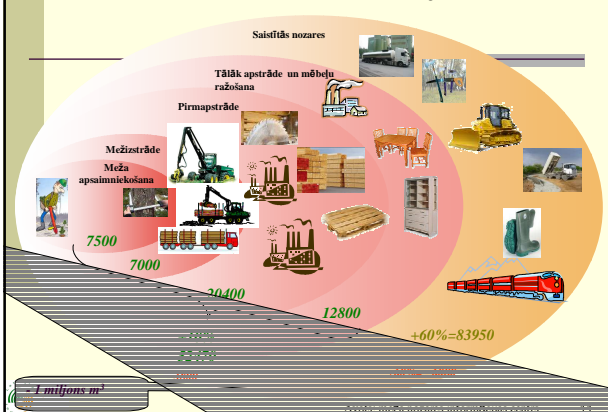 Saistītās nozares
Tālāk apstrāde un mēbeļu
ražošana
Pirmapstrāde
Mežizstrāde
Meža
apsaimniekošana
7500
7000
20400
12800
+60%=83950
- 1 miljons m³